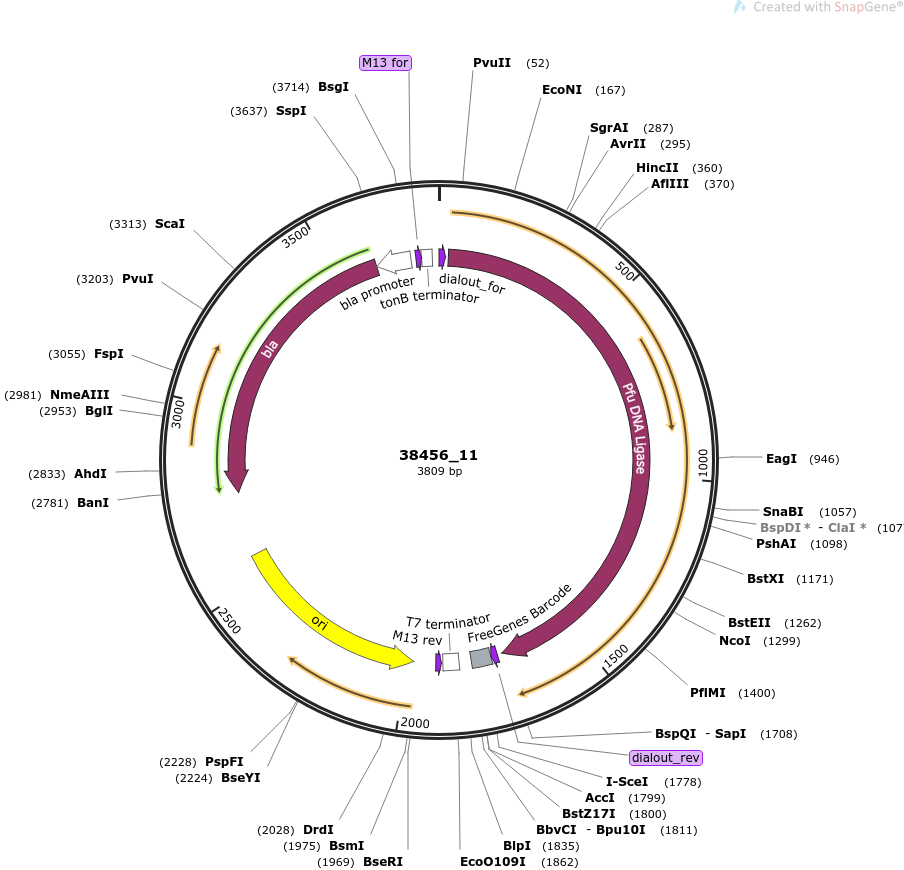 Created with SnapGene®
M13 for
PvuII (52)
(3714) BsgI
EcoNI (167)
(3637) SspI
SgrAI (287)
AvrII (295)
HincII (360)
AflIII (370)
(3313) ScaI
3500
500
(3203) PvuI
bla promoter
tonB terminator
dialout_for
bla
(3055) FspI
Pfu DNA Ligase
(2981) NmeAIII
(2953) BglI
3000
38456_11
3809 bp
EagI (946)
1000
(2833) AhdI
(2781) BanI
SnaBI (1057)
BspDI * - ClaI * (107
PshAI (1098)
BstXI (1171)
2500
ori
T7 terminator
M13 rev
FreeGenes Barcode
BstEII (1262)
NcoI (1299)
1500
PflMI (1400)
2000
BspQI - SapI (1708)
dialout_rev
(2228) PspFI
(2224) BseYI
I-SceI (1778)
AccI (1799)
BstZ17I (1800)
(2028) DrdI
BbvCI - Bpu10I (1811)
(1975) BsmI
BlpI (1835)
(1969) BseRI
EcoO109I (1862)